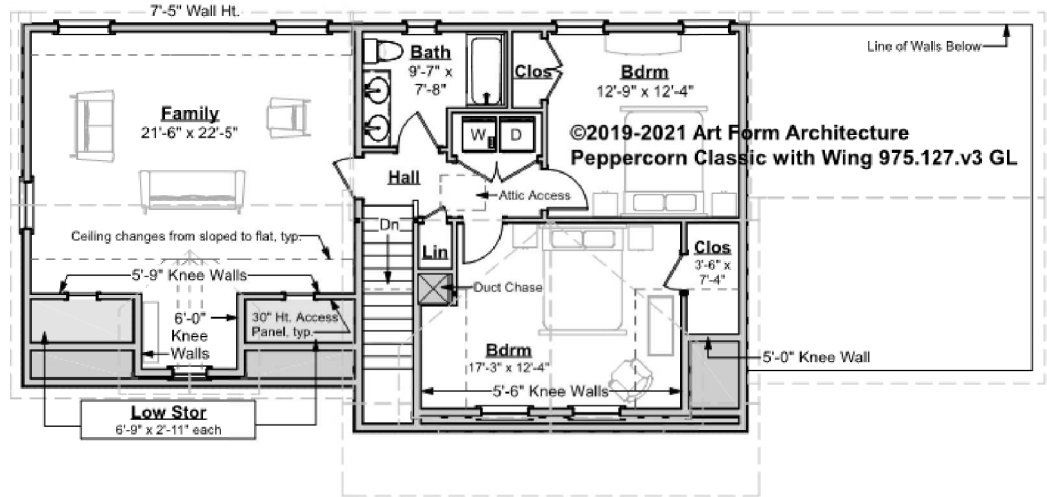 7'-5" Wall Ht.
Line of Walls Below
Bath
9'-7" x
7'-8"
Clos
Bdrm
12'-9" x 12'-4"
Family
21'-6" x 22'-5"
W
D
©2019-2021 Art Form Architecture
Peppercorn Classic with Wing 975.127.v3 GL
Hall
Attic Access
Dn
Ceiling changes from sloped to flat, typ.
Lin
Clos
3'-6" x
7'-4"
5'-9" Knee Walls
Duct Chase
6'-0"
Knee
Walls
30" Ht. Access
Panel, typ.
Bdrm
17'-3" x 12'-4"
5'-0" Knee Wall
5'-6" Knee Walls
Low Stor
6'-9" x 2'-11" each